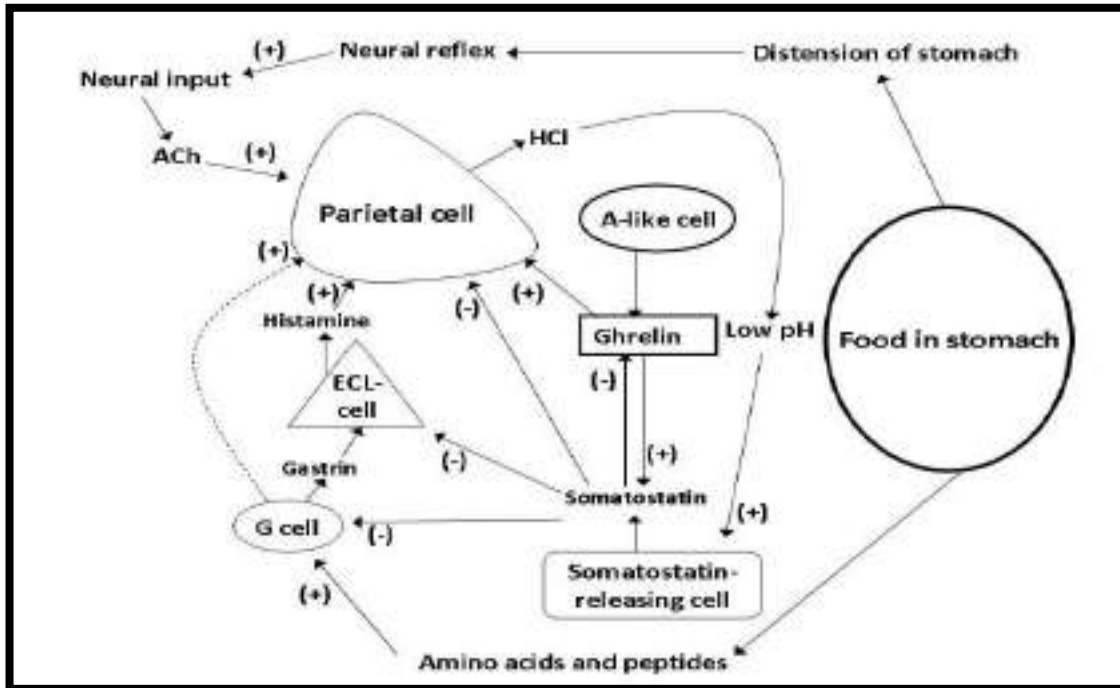 (+)
Neural reflex
Distension of stomach
Neural input
HCl
ACh
(+)
Parietal cell
A-like cell
(+)
(+)
(-)
(+)
Histamine
Ghrelin
Low pH
Food in stomach
(-)
ECL-
cell
(-)
(+)
Gastrin
Somatostatin
(+)
G cell
(-)
Somatostatin-
releasing cell
(+)
Amino acids and peptides